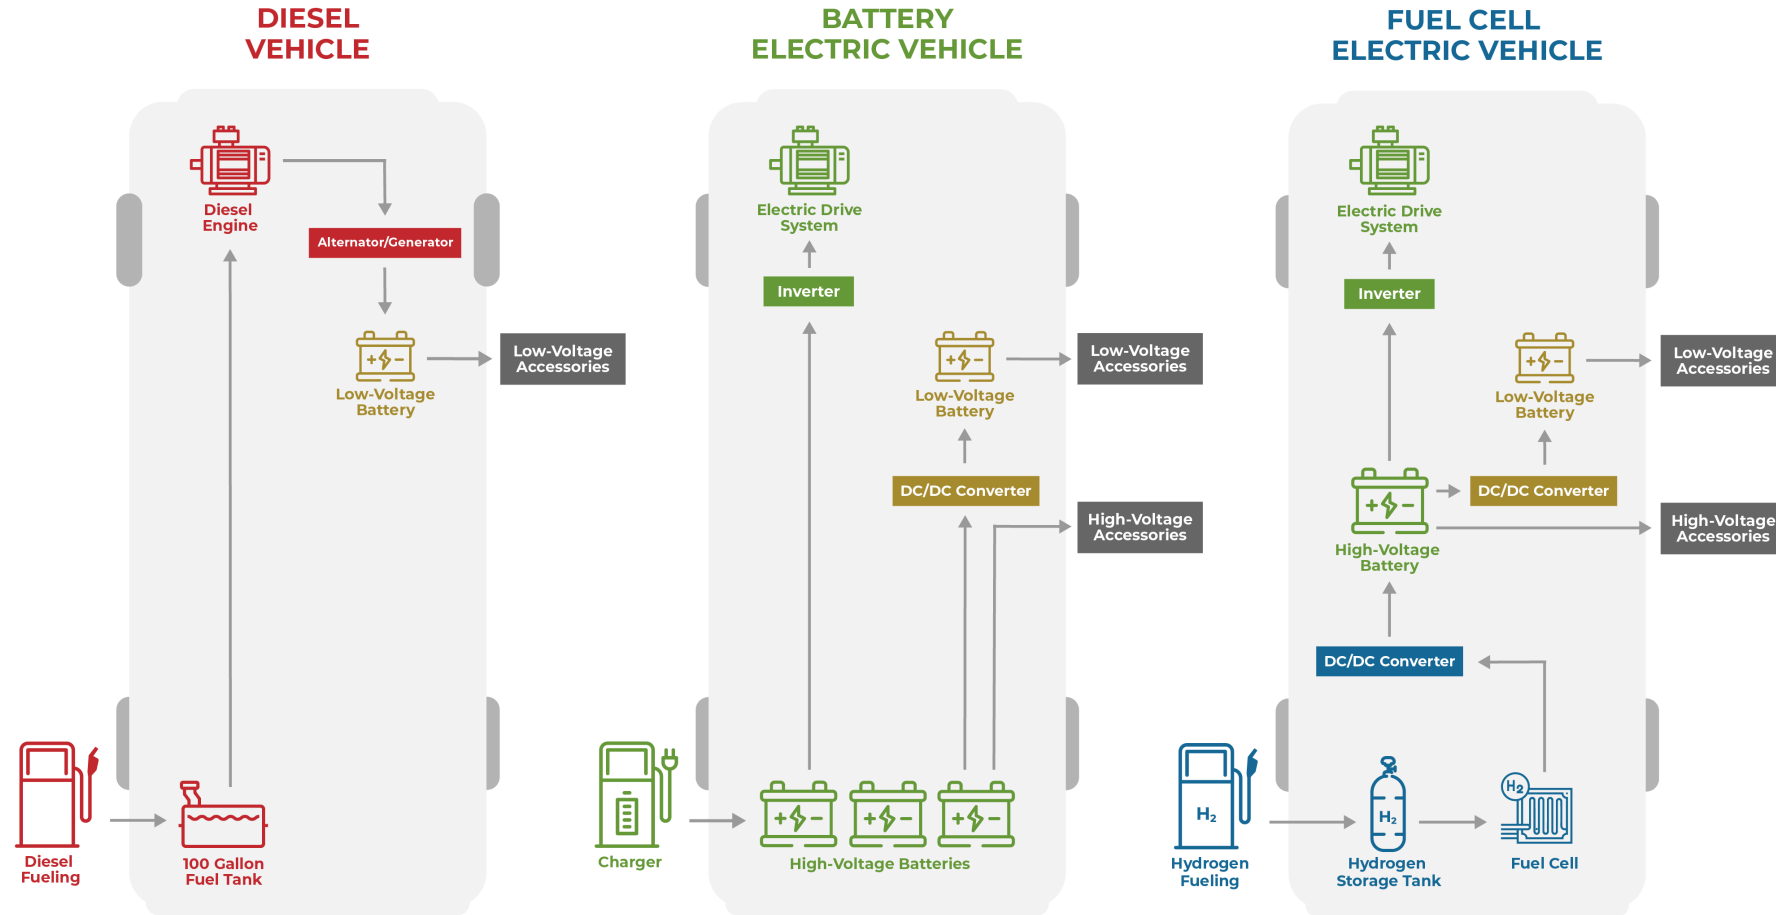 DIESEL
VEHICLE
Diesel
Engine
Alternator/Generator
Low-Voltage
Battery
Low-Voltage
Accessories
Diesel
Fueling
100 Gallon
Fuel Tank
BATTERY
ELECTRIC VEHICLE
Electric Drive
System
Inverter
Low-Voltage
Battery
Low-Voltage
Accessories
DC/DC Converter
High-Voltage
Accessories
Charger
High-Voltage Batteries
FUEL CELL
ELECTRIC VEHICLE
Electric Drive
System
Inverter
Low-Voltage
Battery
Low-Voltage
Accessories
DC/DC Converter
High-Voltage
Accessories
High-Voltage
Battery
DC/DC Converter
H₂
Hydrogen
Fueling
H₂
Hydrogen
Storage Tank
H₂
Fuel Cell